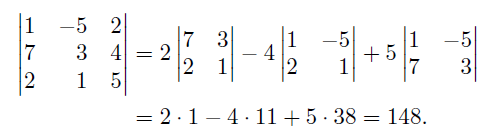 |1 -5 2|
|7 3 4| = 2 |7 3| - 4 |1 -5| + 5 |1 -5|
|2 1 5| |2 1| |2 1| |7 3|
= 2 · 1 - 4 · 11 + 5 · 38 = 148.